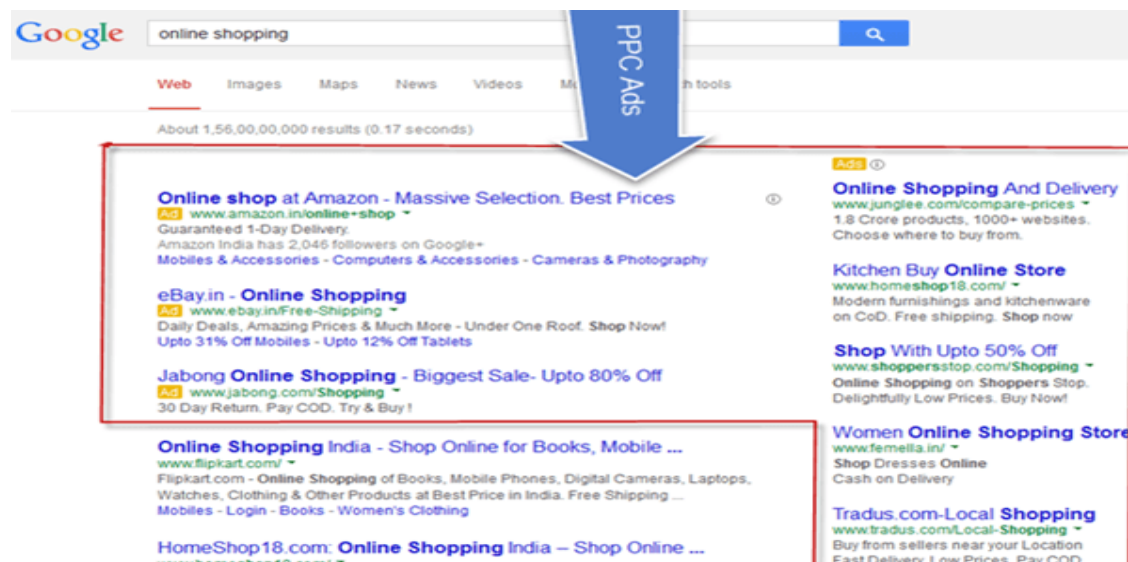 Google
online shopping
PPC Ads
Web Images Maps News Videos tools
About 1,56,00,00,000 results (0.17 seconds)
Online shop at Amazon - Massive Selection. Best Prices
Ad www.amazon.in/online+shop
Guaranteed 1-Day Delivery.
Amazon India has 2,046 followers on Google+
Mobiles & Accessories - Computers & Accessories - Cameras & Photography
eBay.in - Online Shopping
Ad www.ebay.in/Free-Shipping
Daily Deals, Amazing Prices & Much More - Under One Roof. Shop Now!
Upto 31% Off Mobiles - Upto 12% Off Tablets
Jabong Online Shopping - Biggest Sale- Upto 80% Off
Ad www.jabong.com/Shopping
30 Day Return. Pay COD. Try & Buy!
Online Shopping India - Shop Online for Books, Mobile ...
www.flipkart.com/
Flipkart.com - Online Shopping of Books, Mobile Phones, Digital Cameras, Laptops,
Watches, Clothing & Other Products at Best Price in India. Free Shipping ...
Mobiles - Login - Books - Women's Clothing
HomeShop18.com: Online Shopping India – Shop Online ...
Ads
Online Shopping And Delivery
www.junglee.com/compare-prices
1.8 Crore products, 1000+ websites.
Choose where to buy from.
Kitchen Buy Online Store
www.homeshop18.com/
Modern furnishings and kitchenware
on CoD. Free shipping. Shop now
Shop With Upto 50% Off
www.shoppersstop.com/Shopping
Online Shopping on Shoppers Stop.
Delightfully Low Prices. Buy Now!
Women Online Shopping Store
www.femella.in/
Shop Dresses Online
Cash on Delivery
Tradus.com-Local Shopping
www.tradus.com/Local-Shopping
Buy from sellers near your Location
Fast Delivery. Low Prices. Pay COD